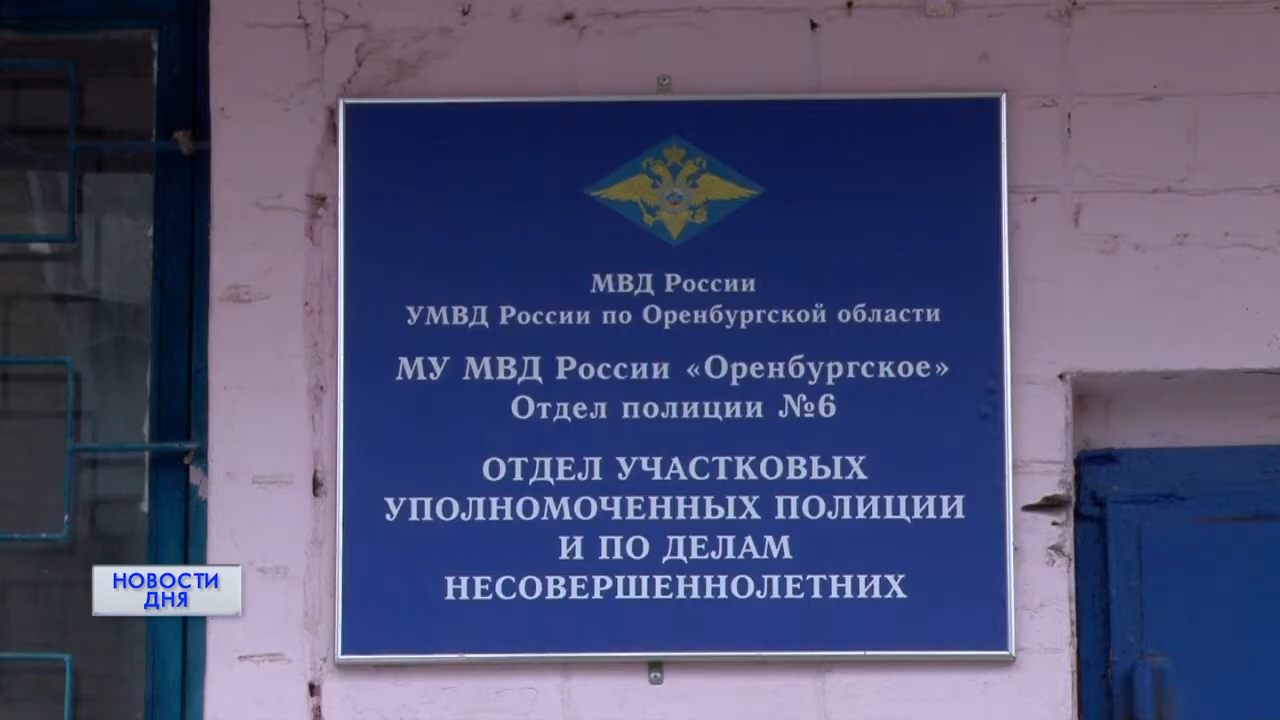 МВД России
УМВД России по Оренбургской области
МУ МВД России «Оренбургское»
Отдел полиции №6
ОТДЕЛ УЧАСТКОВЫХ
УПОЛНОМОЧЕННЫХ ПОЛИЦИИ
И ПО ДЕЛАМ
НЕСОВЕРШЕННОЛЕТНИХ
НОВОСТИ
ДНЯ